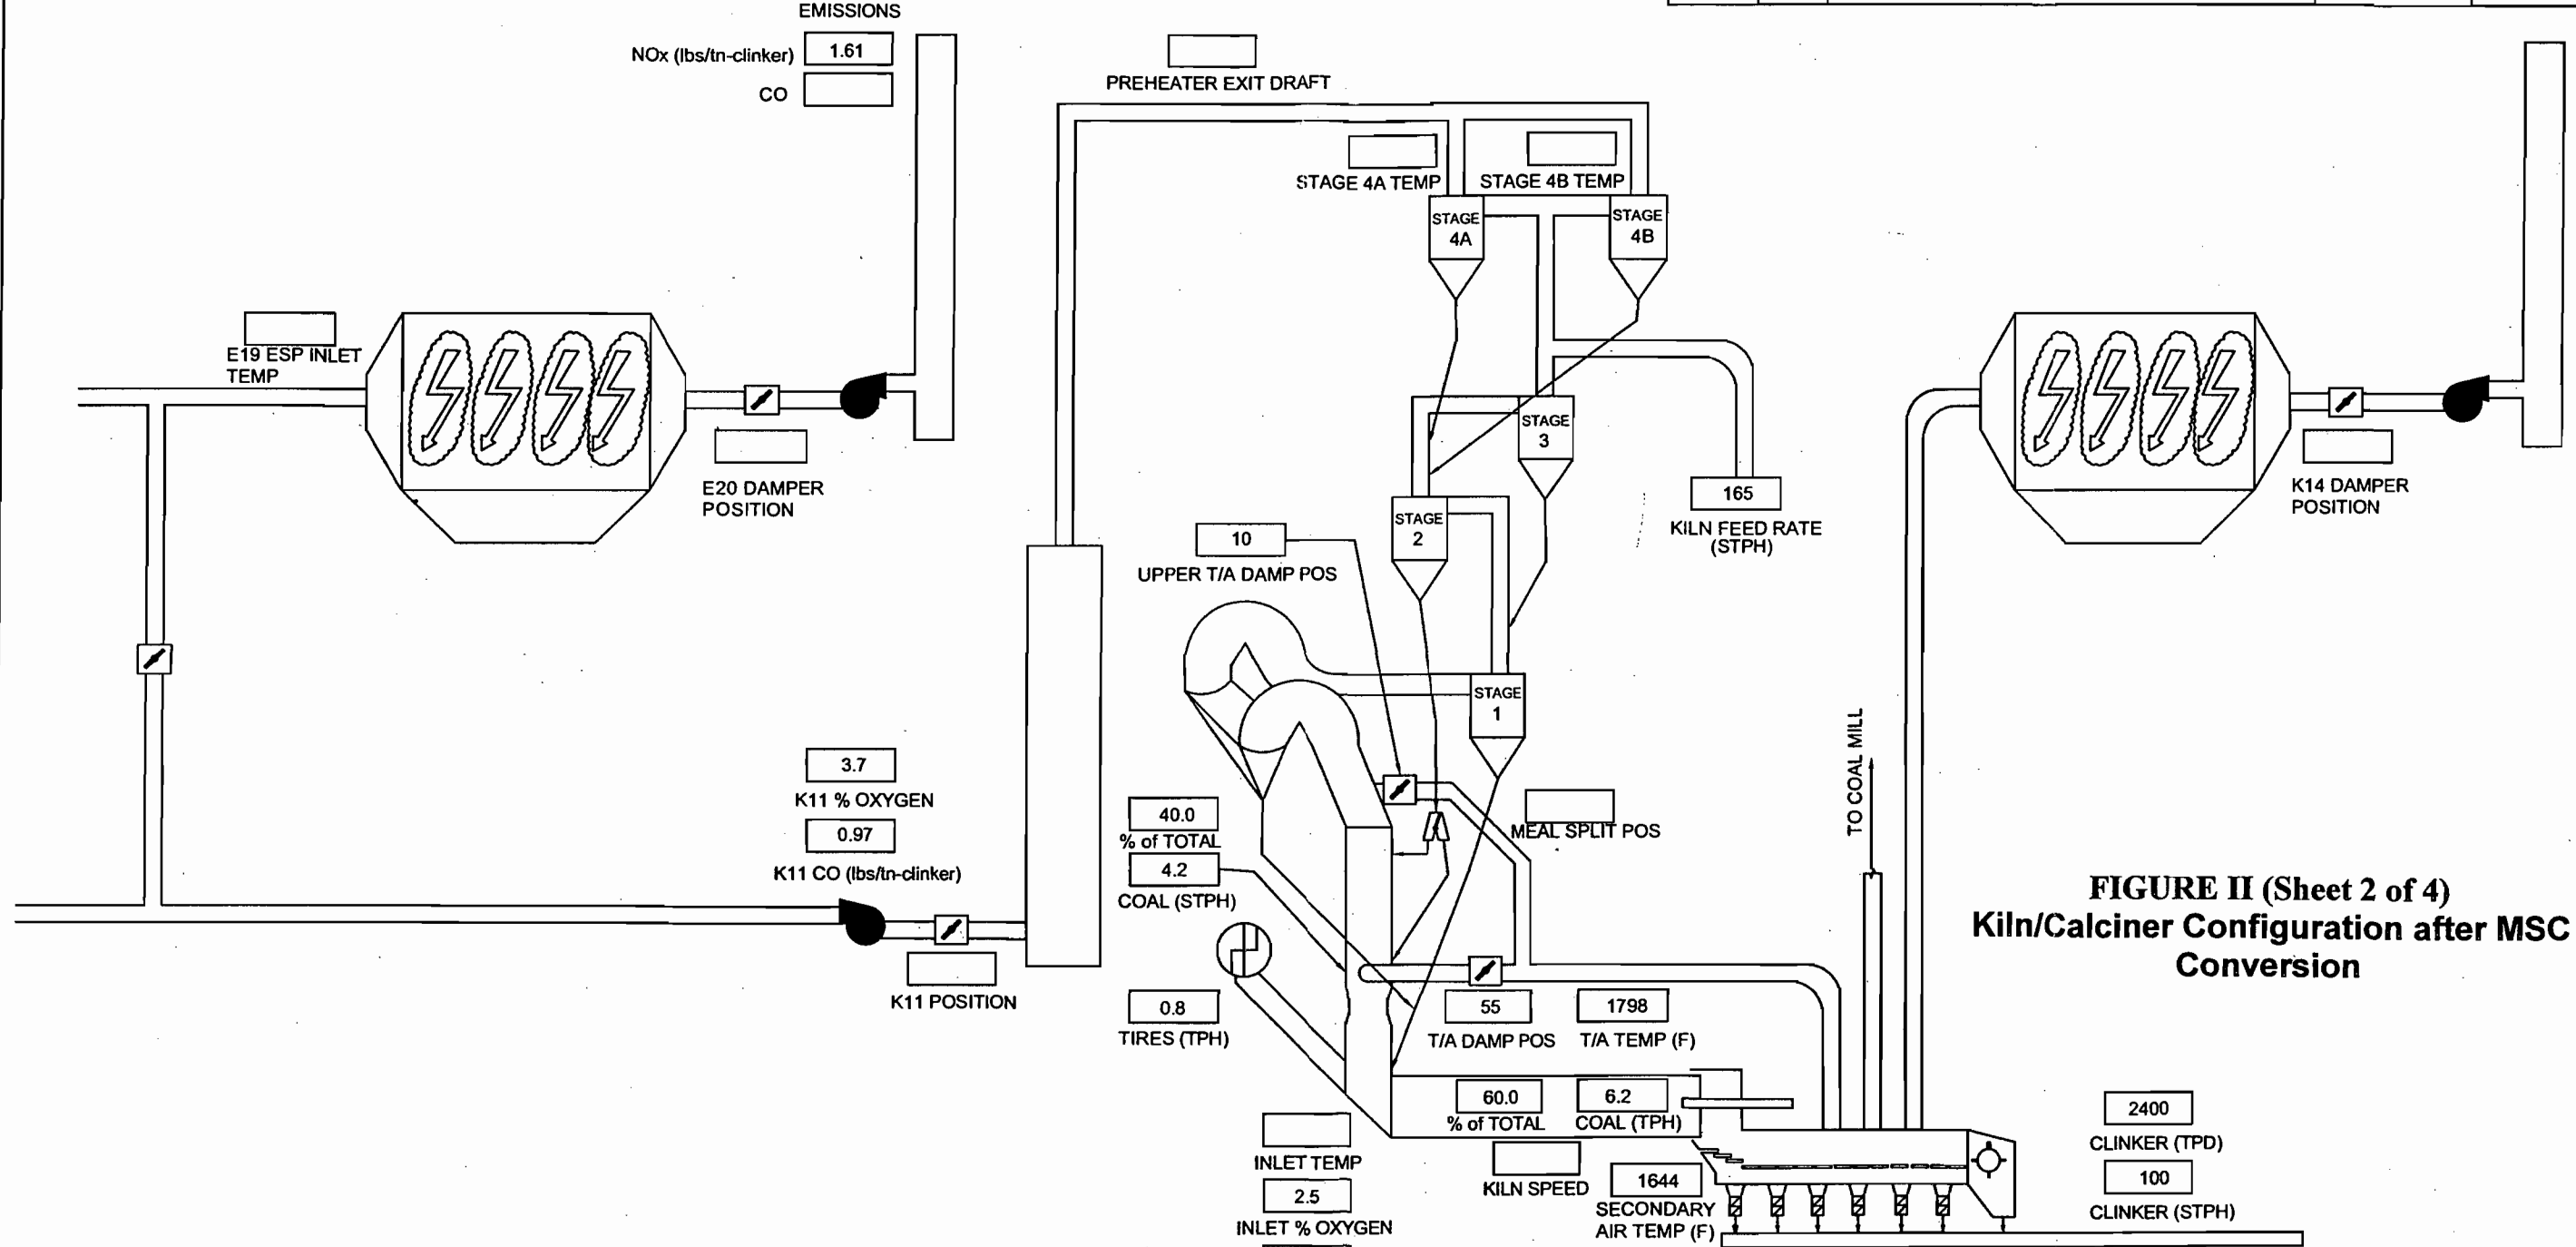 EMISSIONS
NOx (lbs/tn-clinker) 1.61
CO
PREHEATER EXIT DRAFT
STAGE 4A TEMP
STAGE 4B TEMP
STAGE
4A
STAGE
4B
E19 ESP INLET
TEMP
E20 DAMPER
POSITION
STAGE
3
165
KILN FEED RATE
(STPH)
K14 DAMPER
POSITION
STAGE
2
10
UPPER T/A DAMP POS
STAGE
1
3.7
K11 % OXYGEN
0.97
K11 CO (lbs/tn-clinker)
40.0
% of TOTAL
4.2
COAL (STPH)
MEAL SPLIT POS
TO COAL MILL
FIGURE II (Sheet 2 of 4)
Kiln/Calciner Configuration after MSC
Conversion
K11 POSITION
0.8
TIRES (TPH)
55
T/A DAMP POS
1798
T/A TEMP (F)
60.0
% of TOTAL
6.2
COAL (TPH)
INLET TEMP
2.5
INLET % OXYGEN
KILN SPEED
1644
SECONDARY
AIR TEMP (F)
2400
CLINKER (TPD)
100
CLINKER (STPH)